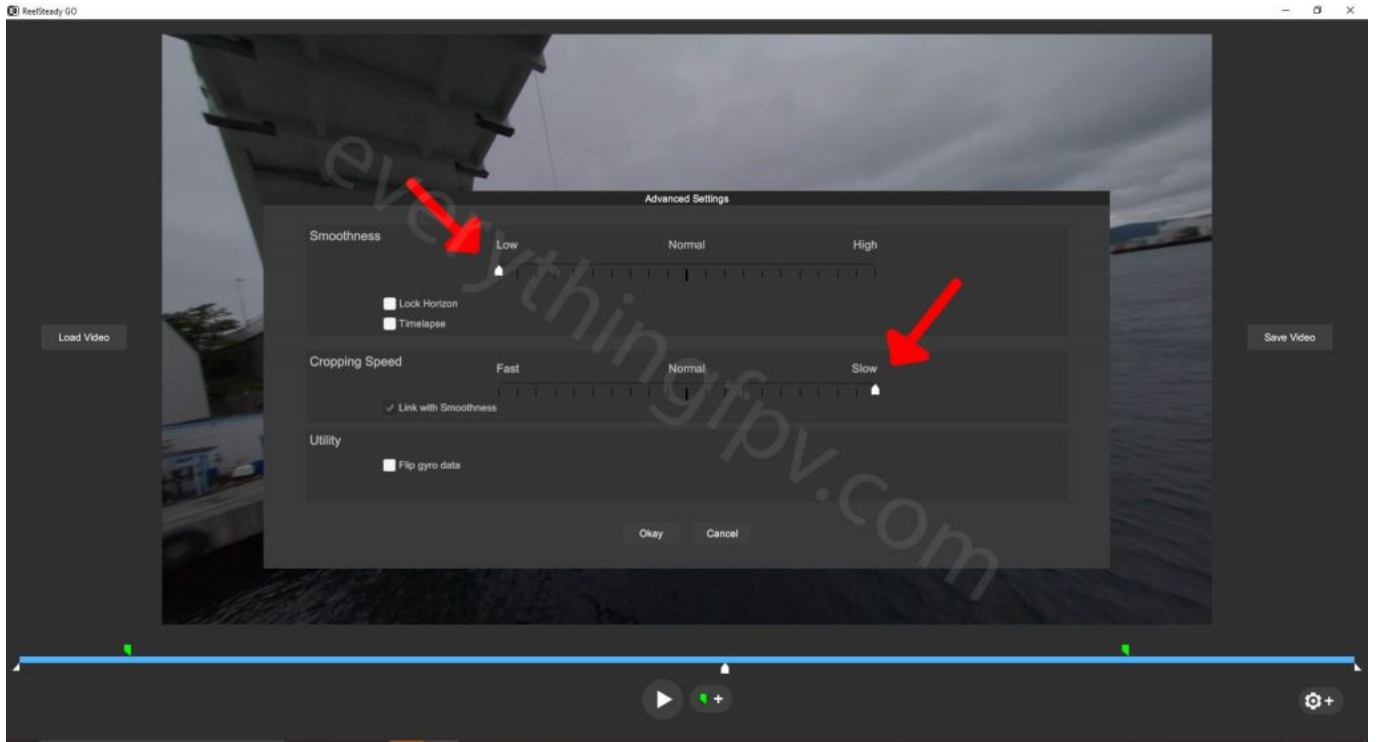 ReelSteady GO
Advanced Settings
Smoothness
Low Normal High
Lock Horizon
Timelapse
Load Video
Save Video
Cropping Speed
Fast Normal Slow
Link with Smoothness
Utility
Flip gyro data
Okay Cancel
everythingfpv.com